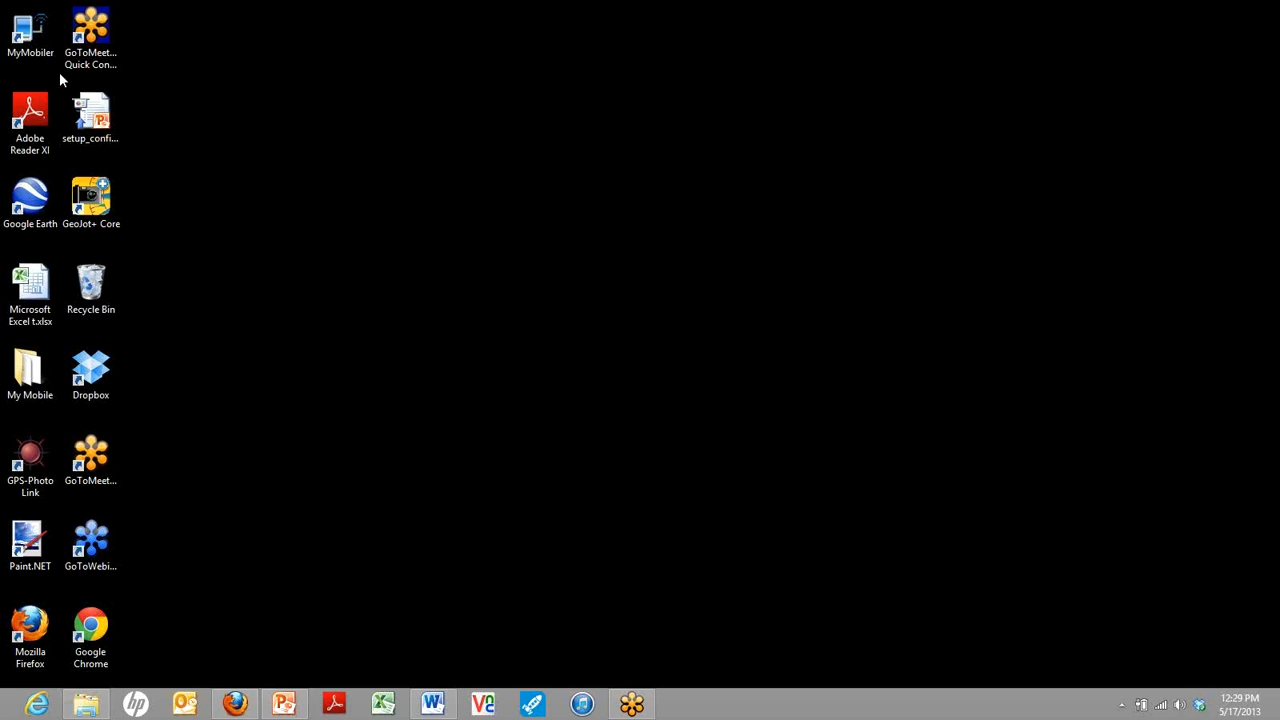 MyMobiler
GoToMeet...
Quick Con...
Adobe
Reader XI
setup_confi...
Google Earth
GeoJot+ Core
Microsoft
Excel t.xlsx
Recycle Bin
My Mobile
Dropbox
GPS-Photo
Link
GoToMeet...
Paint.NET
GoToWebi...
Mozilla
Firefox
Google
Chrome
12:29 PM
5/17/2013